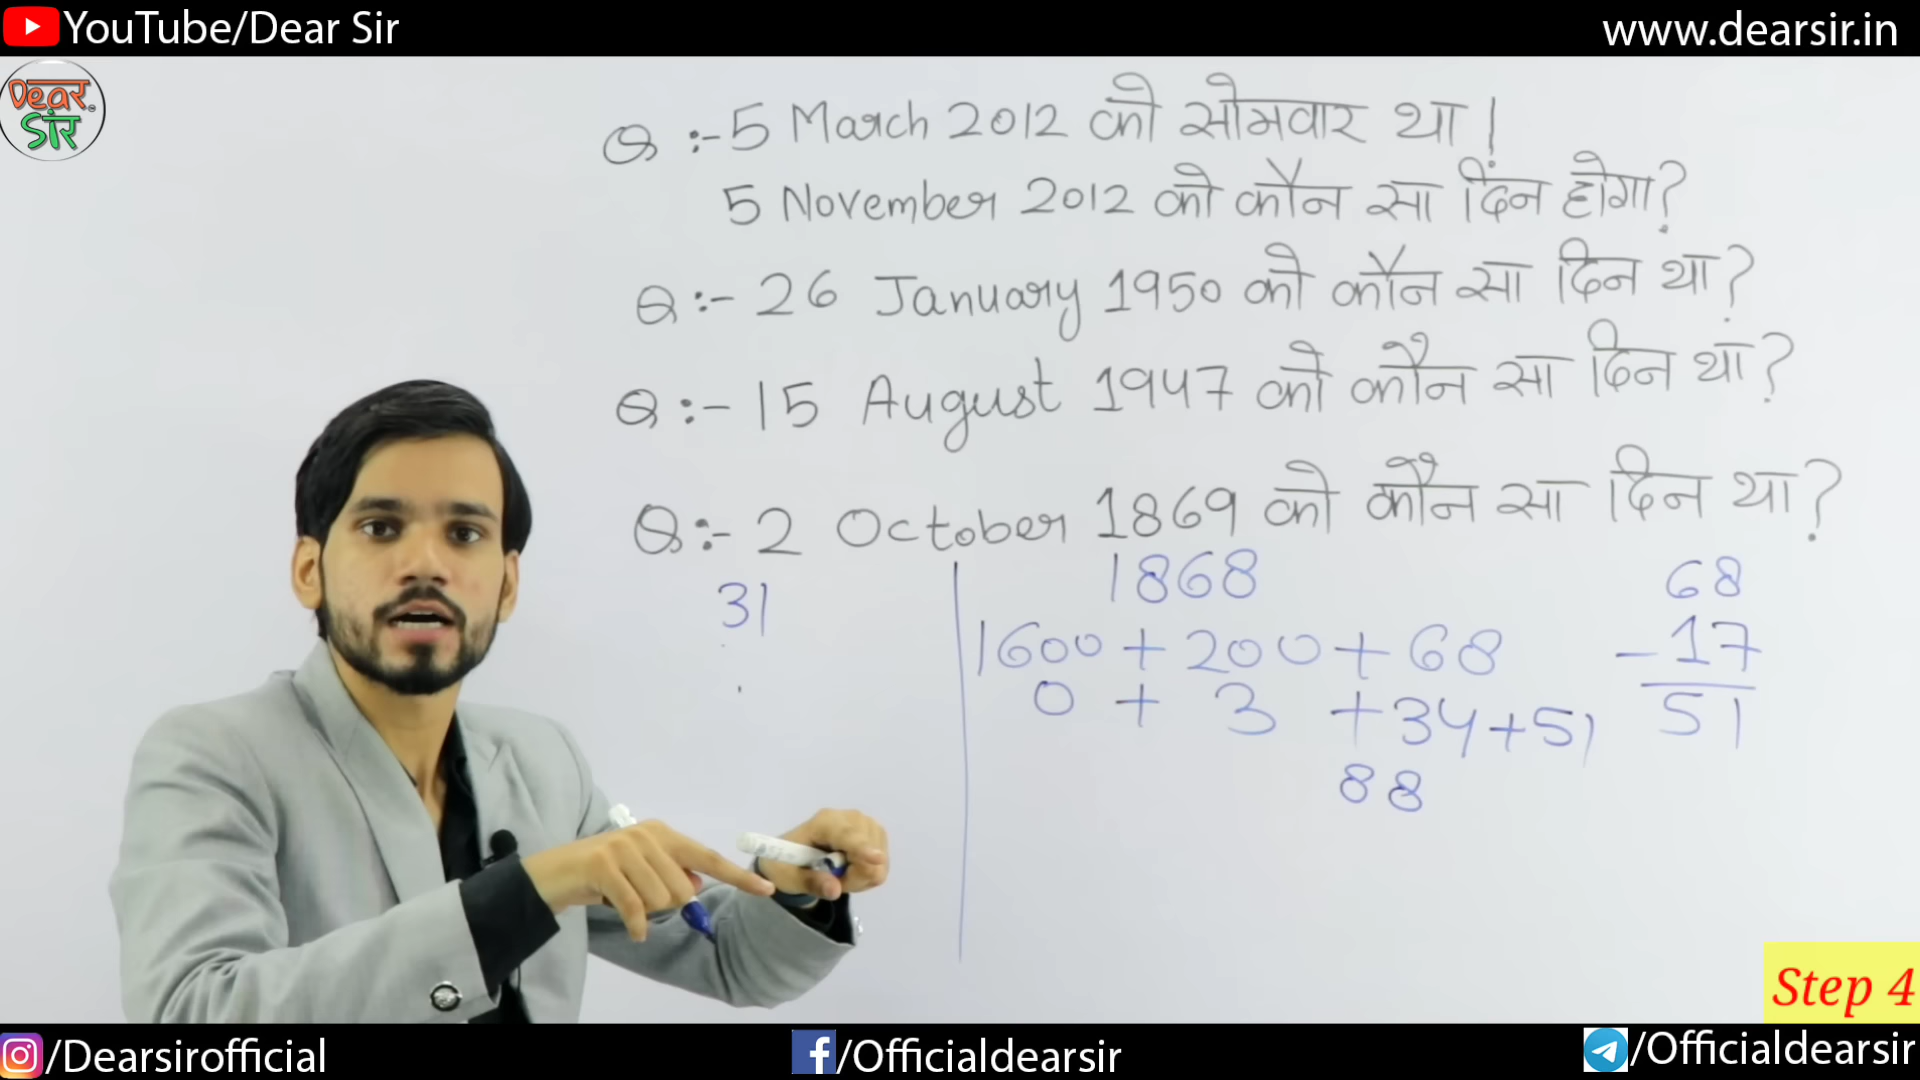 YouTube/Dear Sir
www.dearsir.in
Dear
सर
Q :- 5 March 2012 को सोमवार था।
5 November 2012 को कौन सा दिन होगा?
Q :- 26 January 1950 को कौन सा दिन था?
Q :- 15 August 1947 को कौन सा दिन था?
Q :- 2 October 1869 को कौन सा दिन था?
31
1868
1600 + 200 + 68
0 + 3 + 34 + 51
88
68
- 17
51
Step 4
/Dearsirofficial
/Officialdearsir
/Officialdearsir